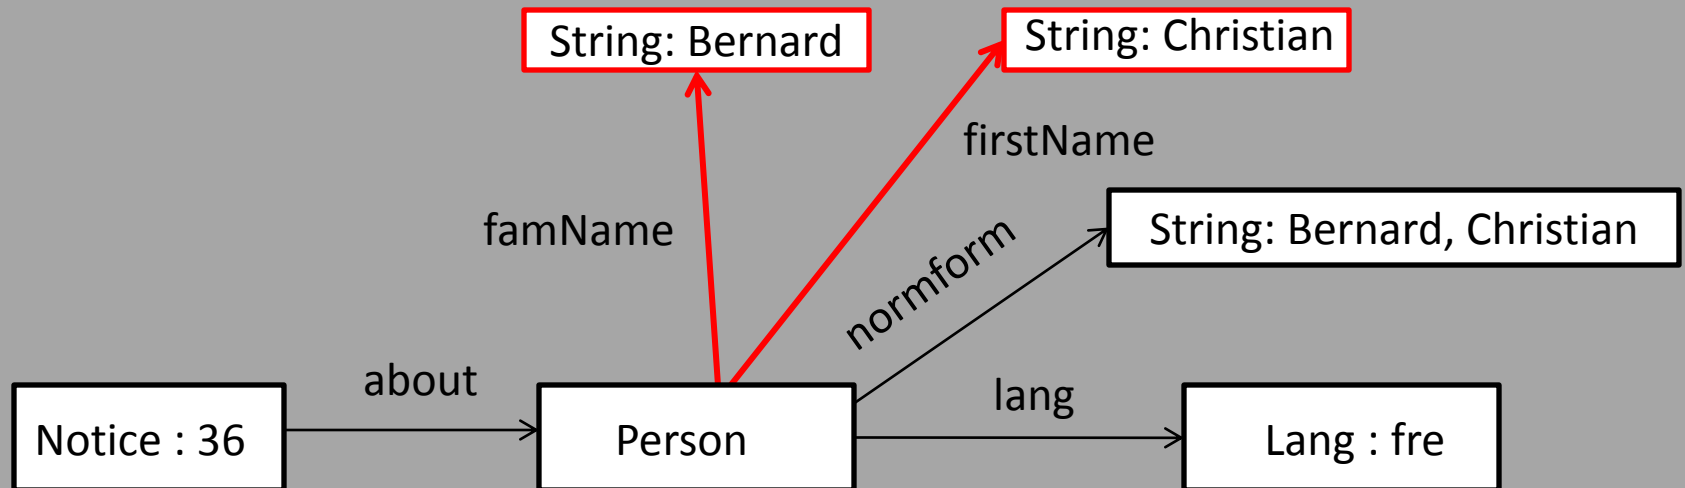 String: Bernard
String: Christian
firstName
famName
String: Bernard, Christian
normform
about
lang
Notice : 36
Person
Lang : fre